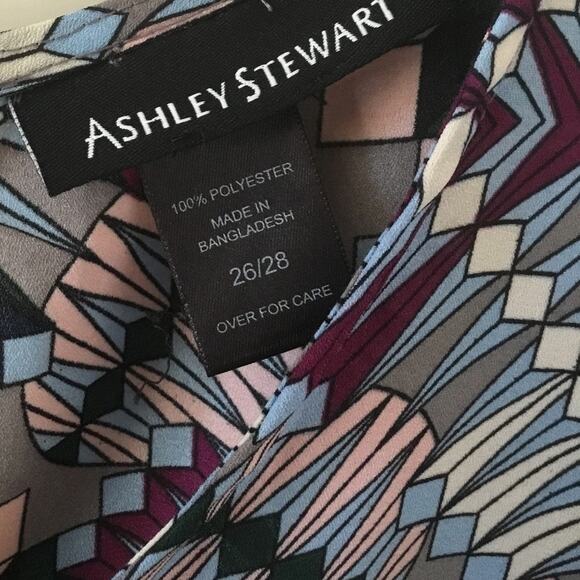 ASHLEY STEWART
100% POLYESTER
MADE IN
BANGLADESH
26/28
OVER FOR CARE